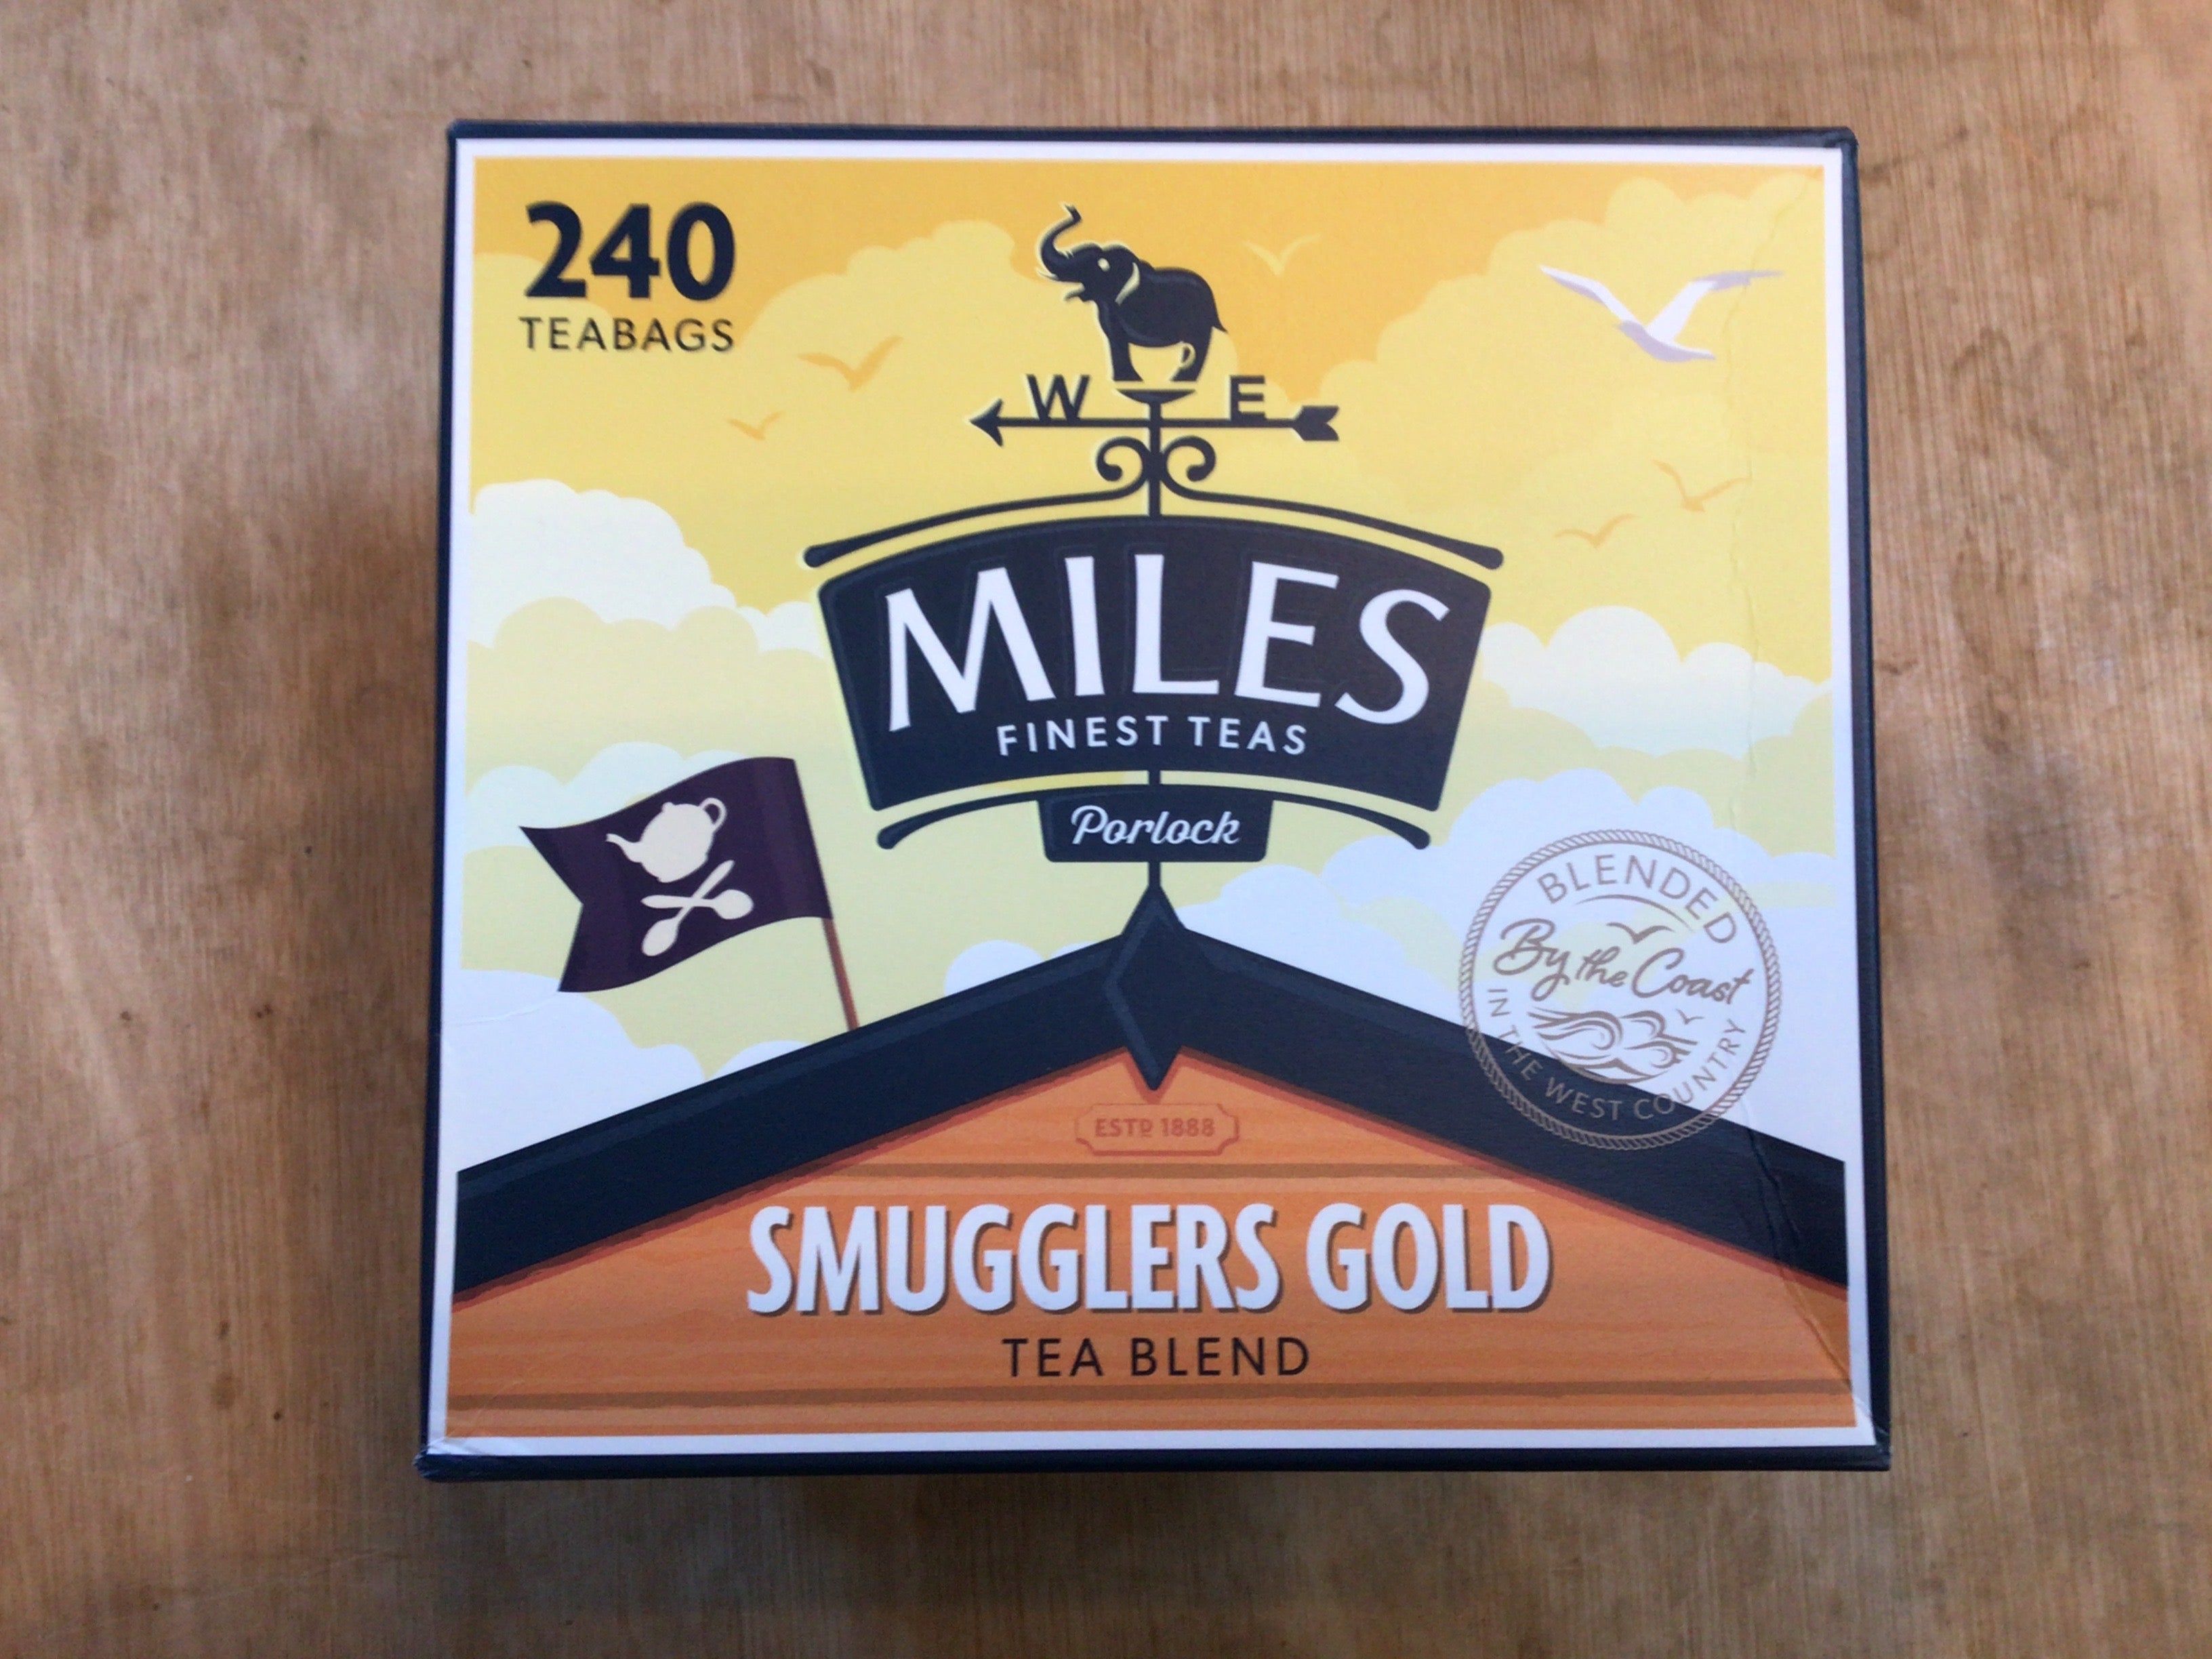 240
TEABAGS
W E
MILES
FINEST TEAS
Porlock
BLENDED
By the Coast
IN THE WEST COUNTRY
ESTD 1888
SMUGGLERS GOLD
TEA BLEND